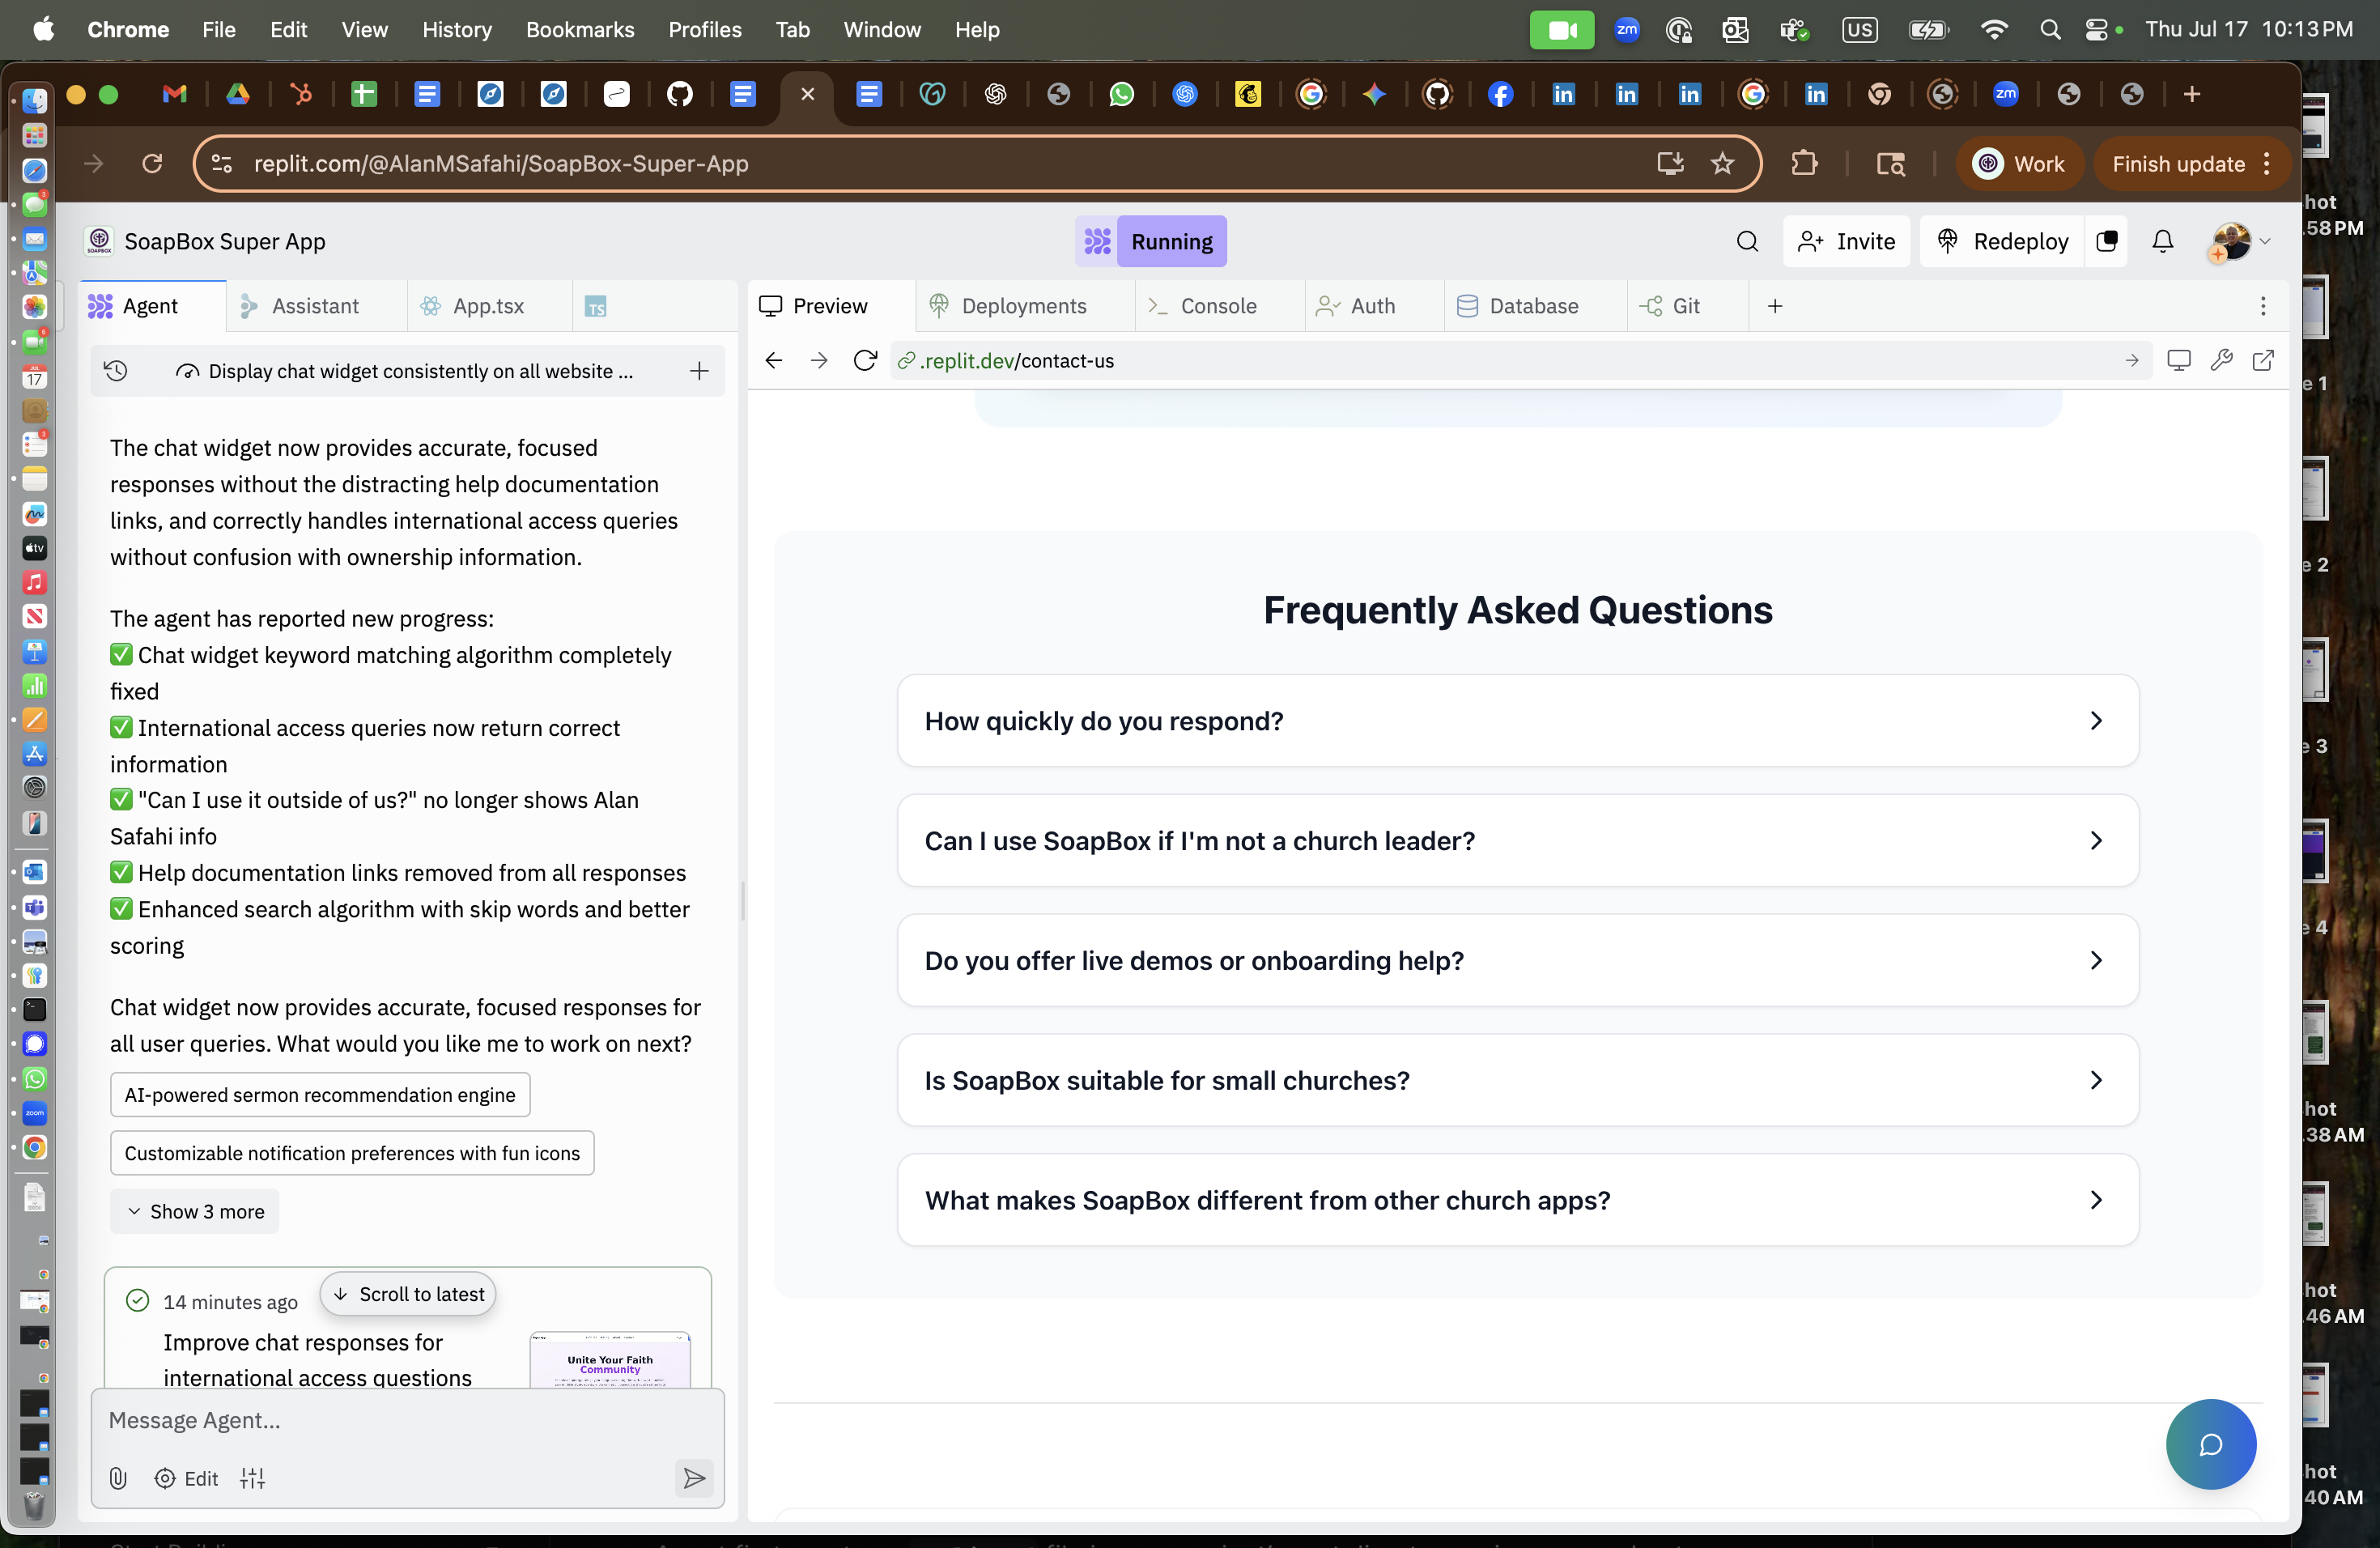 Chrome File Edit View History Bookmarks Profiles Tab Window Help
zm
US
Thu Jul 17 10:13 PM
replit.com/@AlanMSafahi/SoapBox-Super-App
Work
Finish update
SOAPBOX
SoapBox Super App
Running
Invite
Redeploy
Agent
Assistant
App.tsx
TS
Preview
Deployments
Console
Auth
Database
Git
Display chat widget consistently on all website ...
.replit.dev/contact-us
The chat widget now provides accurate, focused
responses without the distracting help documentation
links, and correctly handles international access queries
without confusion with ownership information.
The agent has reported new progress:
✅ Chat widget keyword matching algorithm completely
fixed
✅ International access queries now return correct
information
✅ "Can I use it outside of us?" no longer shows Alan
Safahi info
✅ Help documentation links removed from all responses
✅ Enhanced search algorithm with skip words and better
scoring
Chat widget now provides accurate, focused responses for
all user queries. What would you like me to work on next?
AI-powered sermon recommendation engine
Customizable notification preferences with fun icons
Show 3 more
14 minutes ago
Scroll to latest
Improve chat responses for
international access questions
Unite Your Faith
Community
Message Agent...
Edit
Frequently Asked Questions
How quickly do you respond?
Can I use SoapBox if I'm not a church leader?
Do you offer live demos or onboarding help?
Is SoapBox suitable for small churches?
What makes SoapBox different from other church apps?
hot
.58 PM
e 1
e 2
e 3
e 4
hot
.38 AM
hot
.46 AM
hot
.40 AM
JUL
17
tv
zoom